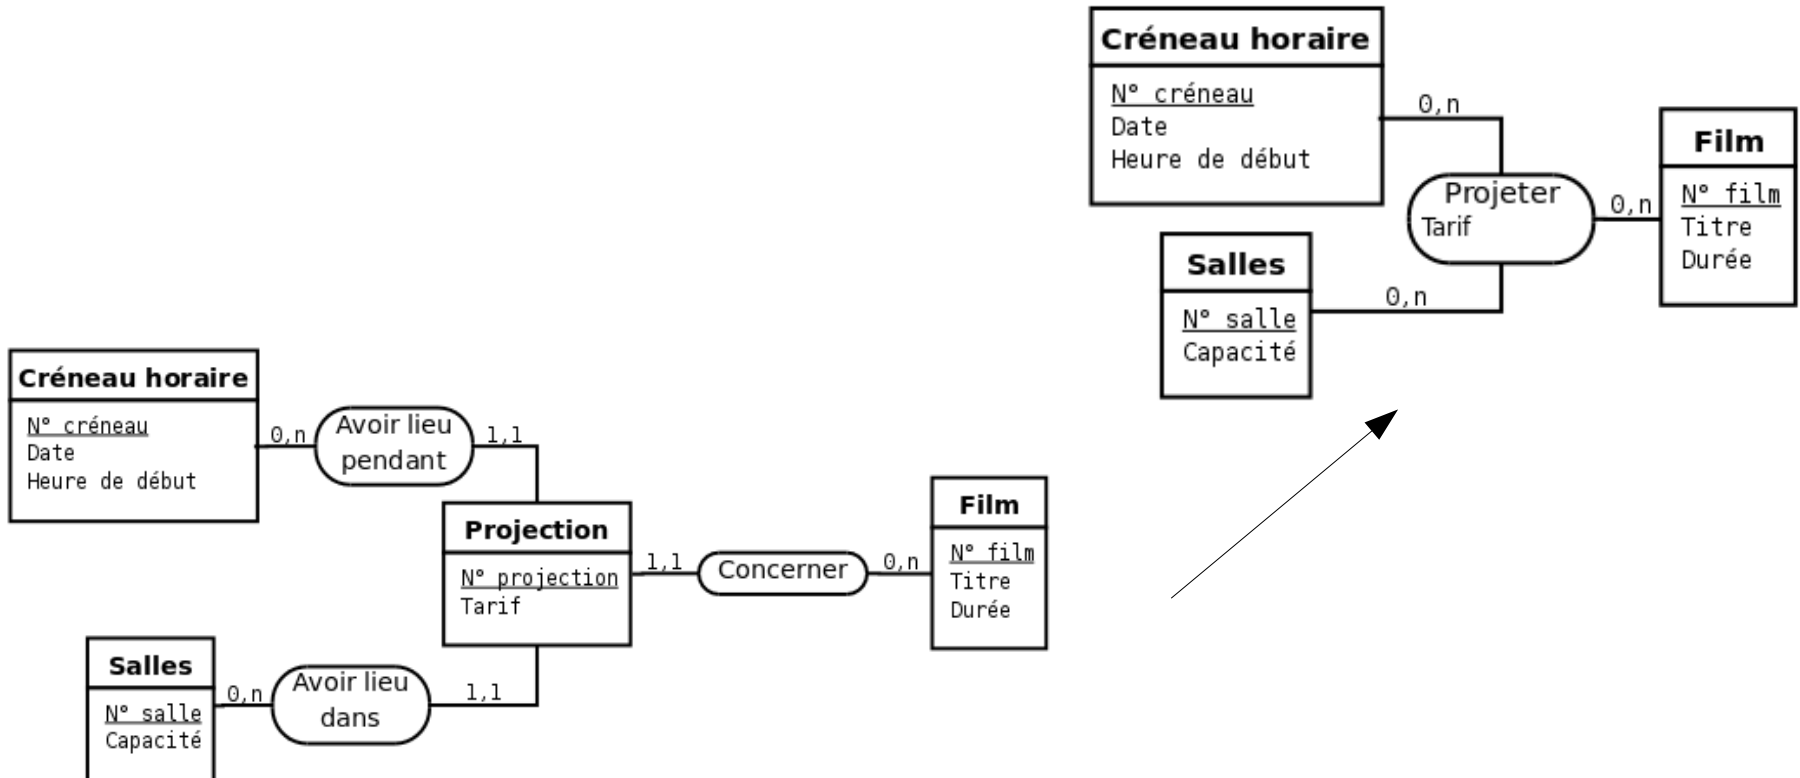 Créneau horaire
N° créneau
Date
Heure de début
0,n
Projeter
Tarif
0,n
Film
N° film
Titre
Durée
Salles
N° salle
Capacité
0,n
Créneau horaire
N° créneau
Date
Heure de début
0,n
Avoir lieu
pendant
1,1
Projection
N° projection
Tarif
1,1
Concerner
0,n
Film
N° film
Titre
Durée
Salles
N° salle
Capacité
0,n
Avoir lieu
dans
1,1